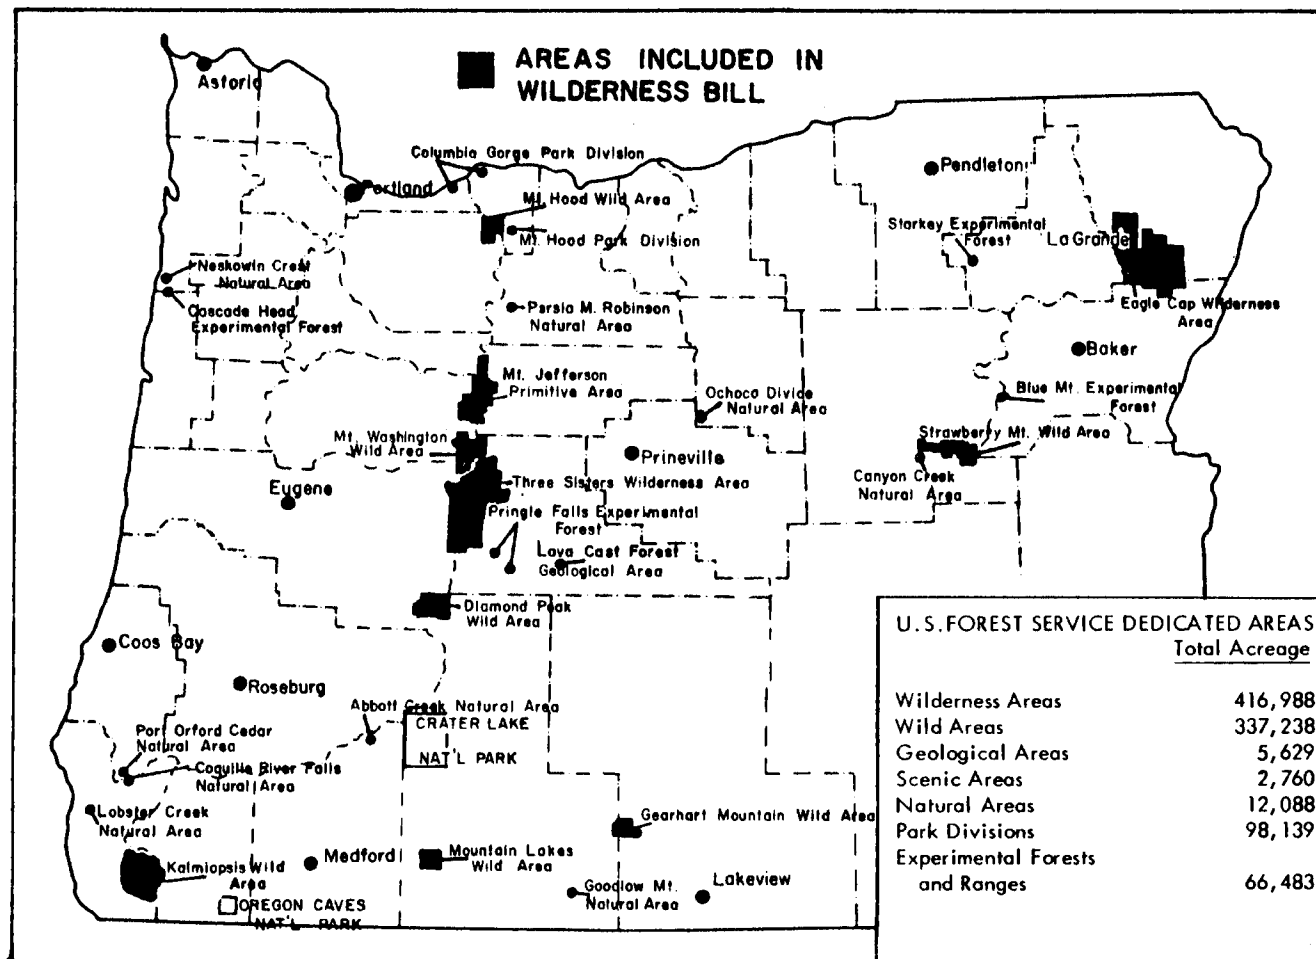 AREAS INCLUDED IN
WILDERNESS BILL
Astoria
Columbia Gorge Park Division
Portland
Pendleton
Mt. Hood Wild Area
Mt. Hood Park Division
Starkey Experimental
Forest
La Grande
Neskowin Crest
Natural Area
Cascade Head
Experimental Forest
Persia M. Robinson
Natural Area
Eagle Cap Wilderness
Area
Baker
Mt. Jefferson
Primitive Area
Ochoco Divide
Natural Area
Blue Mt. Experimental
Forest
Mt. Washington
Wild Area
Prineville
Strawberry Mt. Wild Area
Canyon Creek
Natural Area
Eugene
Three Sisters Wilderness Area
Pringle Falls Experimental
Forest
Lava Cast Forest
Geological Area
Diamond Peak
Wild Area
Coos Bay
Roseburg
Abbott Creek Natural Area
CRATER LAKE
NAT'L PARK
Port Orford Cedar
Natural Area
Coquille River Falls
Natural Area
Lobster Creek
Natural Area
Gearhart Mountain Wild Area
Kalmiopsis Wild
Area
Medford
Mountain Lakes
Wild Area
Goodlow Mt.
Natural Area
Lakeview
OREGON CAVES
NAT'L PARK
U.S. FOREST SERVICE DEDICATED AREAS
Total Acreage
Wilderness Areas 416,988
Wild Areas 337,238
Geological Areas 5,629
Scenic Areas 2,760
Natural Areas 12,088
Park Divisions 98,139
Experimental Forests
and Ranges 66,483